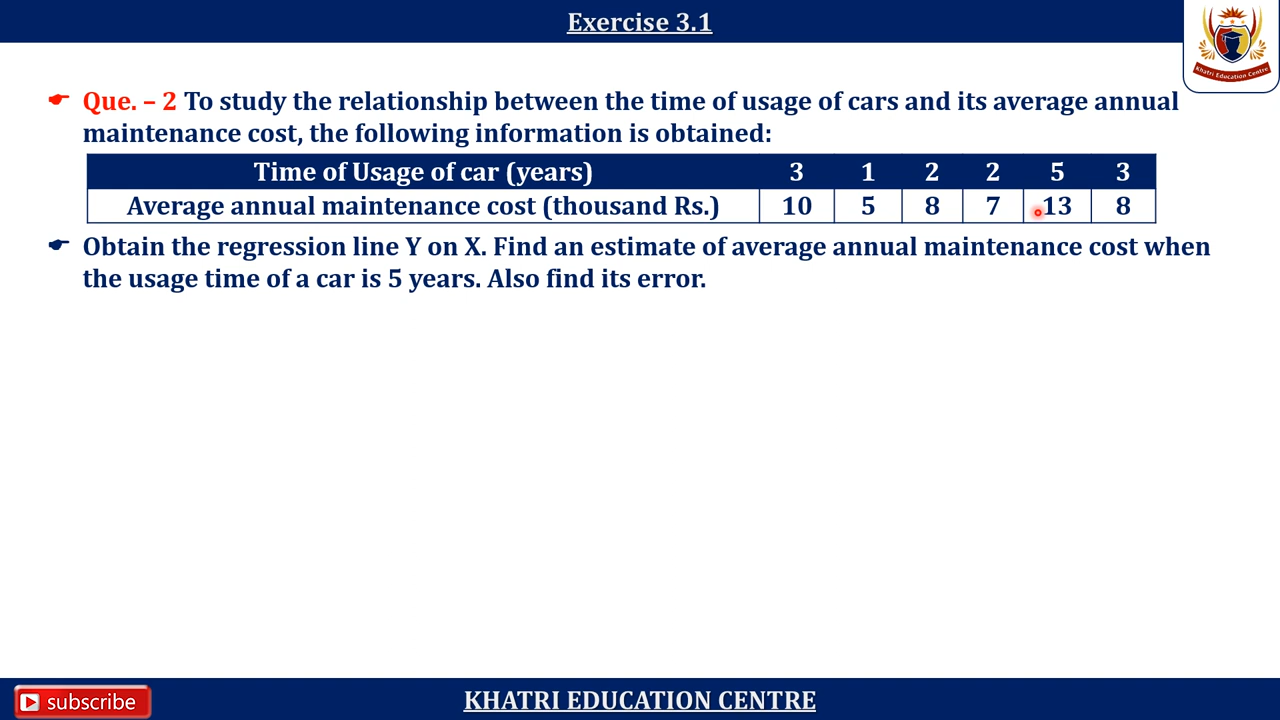 Exercise 3.1
Khatri Education Centre
Que. – 2 To study the relationship between the time of usage of cars and its average annual
maintenance cost, the following information is obtained:
Time of Usage of car (years) 3 1 2 2 5 3
Average annual maintenance cost (thousand Rs.) 10 5 8 7 13 8
Obtain the regression line Y on X. Find an estimate of average annual maintenance cost when
the usage time of a car is 5 years. Also find its error.
subscribe
KHATRI EDUCATION CENTRE